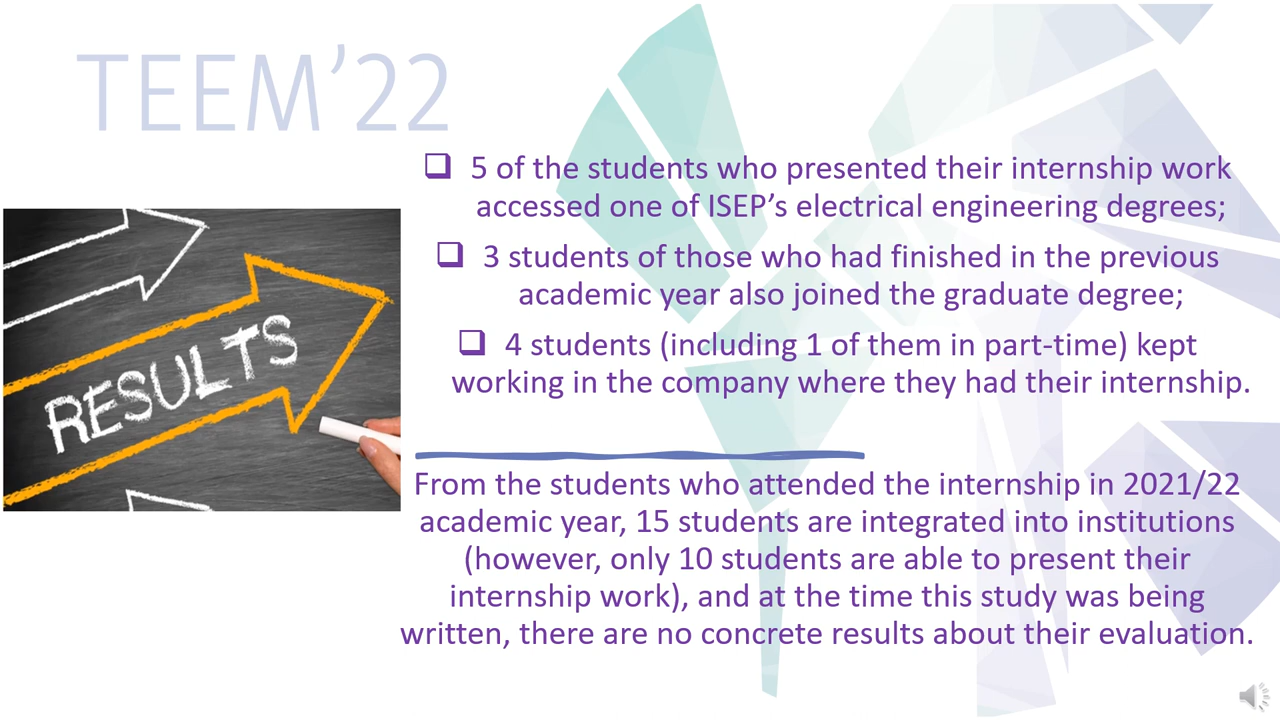 TEEM’22
❑ 5 of the students who presented their internship work
accessed one of ISEP’s electrical engineering degrees;
❑ 3 students of those who had finished in the previous
academic year also joined the graduate degree;
❑ 4 students (including 1 of them in part-time) kept
working in the company where they had their internship.
RESULTS
From the students who attended the internship in 2021/22
academic year, 15 students are integrated into institutions
(however, only 10 students are able to present their
internship work), and at the time this study was being
written, there are no concrete results about their evaluation.